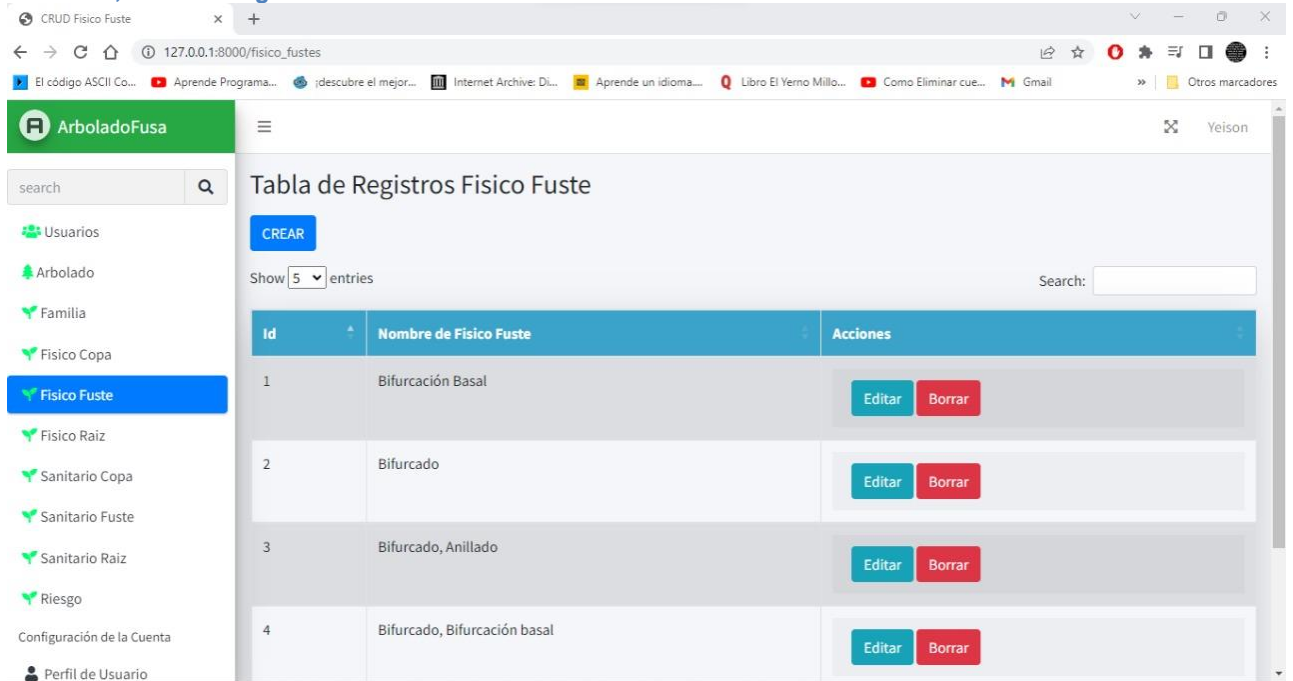 CRUD Fisico Fuste
127.0.0.1:8000/fisico_fustes
El código ASCII Co... Aprende Programa... ¡descubre el mejor... Internet Archive: Di... Aprende un idioma.... Libro El Yerno Millo... Como Eliminar cue... Gmail » Otros marcadores
ArboladoFusa
Yeison
search
Usuarios
Arbolado
Familia
Fisico Copa
Fisico Fuste
Fisico Raiz
Sanitario Copa
Sanitario Fuste
Sanitario Raiz
Riesgo
Configuración de la Cuenta
Perfil de Usuario
Tabla de Registros Fisico Fuste
CREAR
Show 5 entries
Search:
Id Nombre de Fisico Fuste Acciones
1 Bifurcación Basal Editar Borrar
2 Bifurcado Editar Borrar
3 Bifurcado, Anillado Editar Borrar
4 Bifurcado, Bifurcación basal Editar Borrar